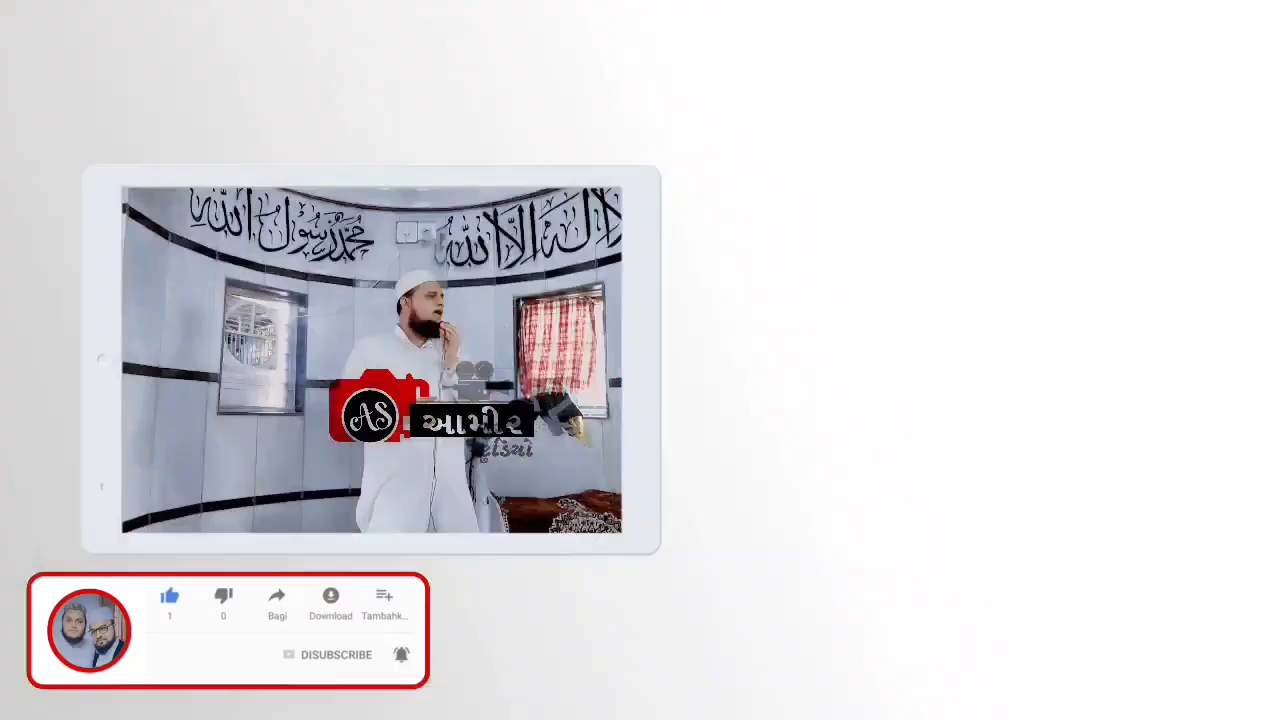 لا اله الا الله
محمد رسول الله
AS
આમીર
1
0
Bagi
Download
Tambahk...
DISUBSCRIBE